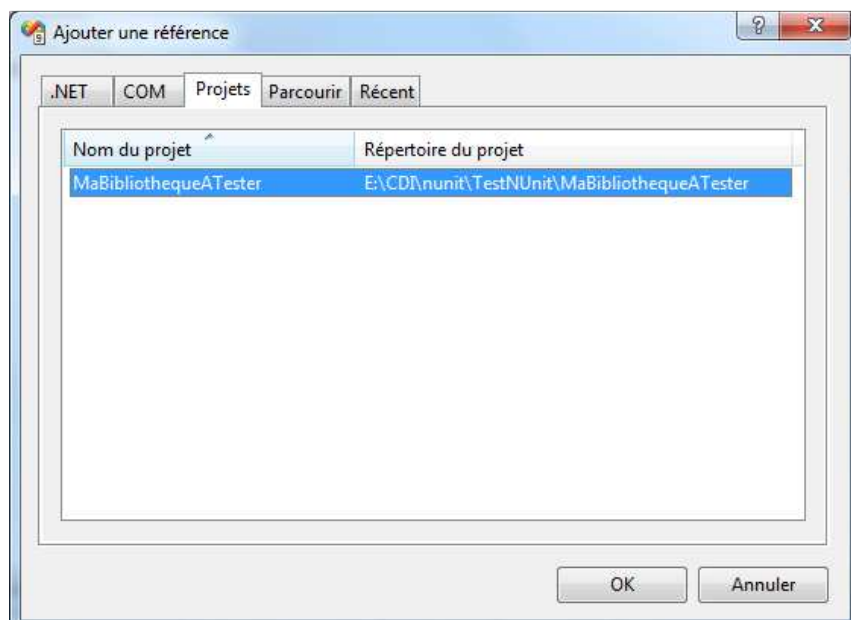 Ajouter une référence
.NET COM Projets Parcourir Récent
Nom du projet Répertoire du projet
MaBibliothequeATester E:\CDI\nunit\TestNUnit\MaBibliothequeATester
OK Annuler